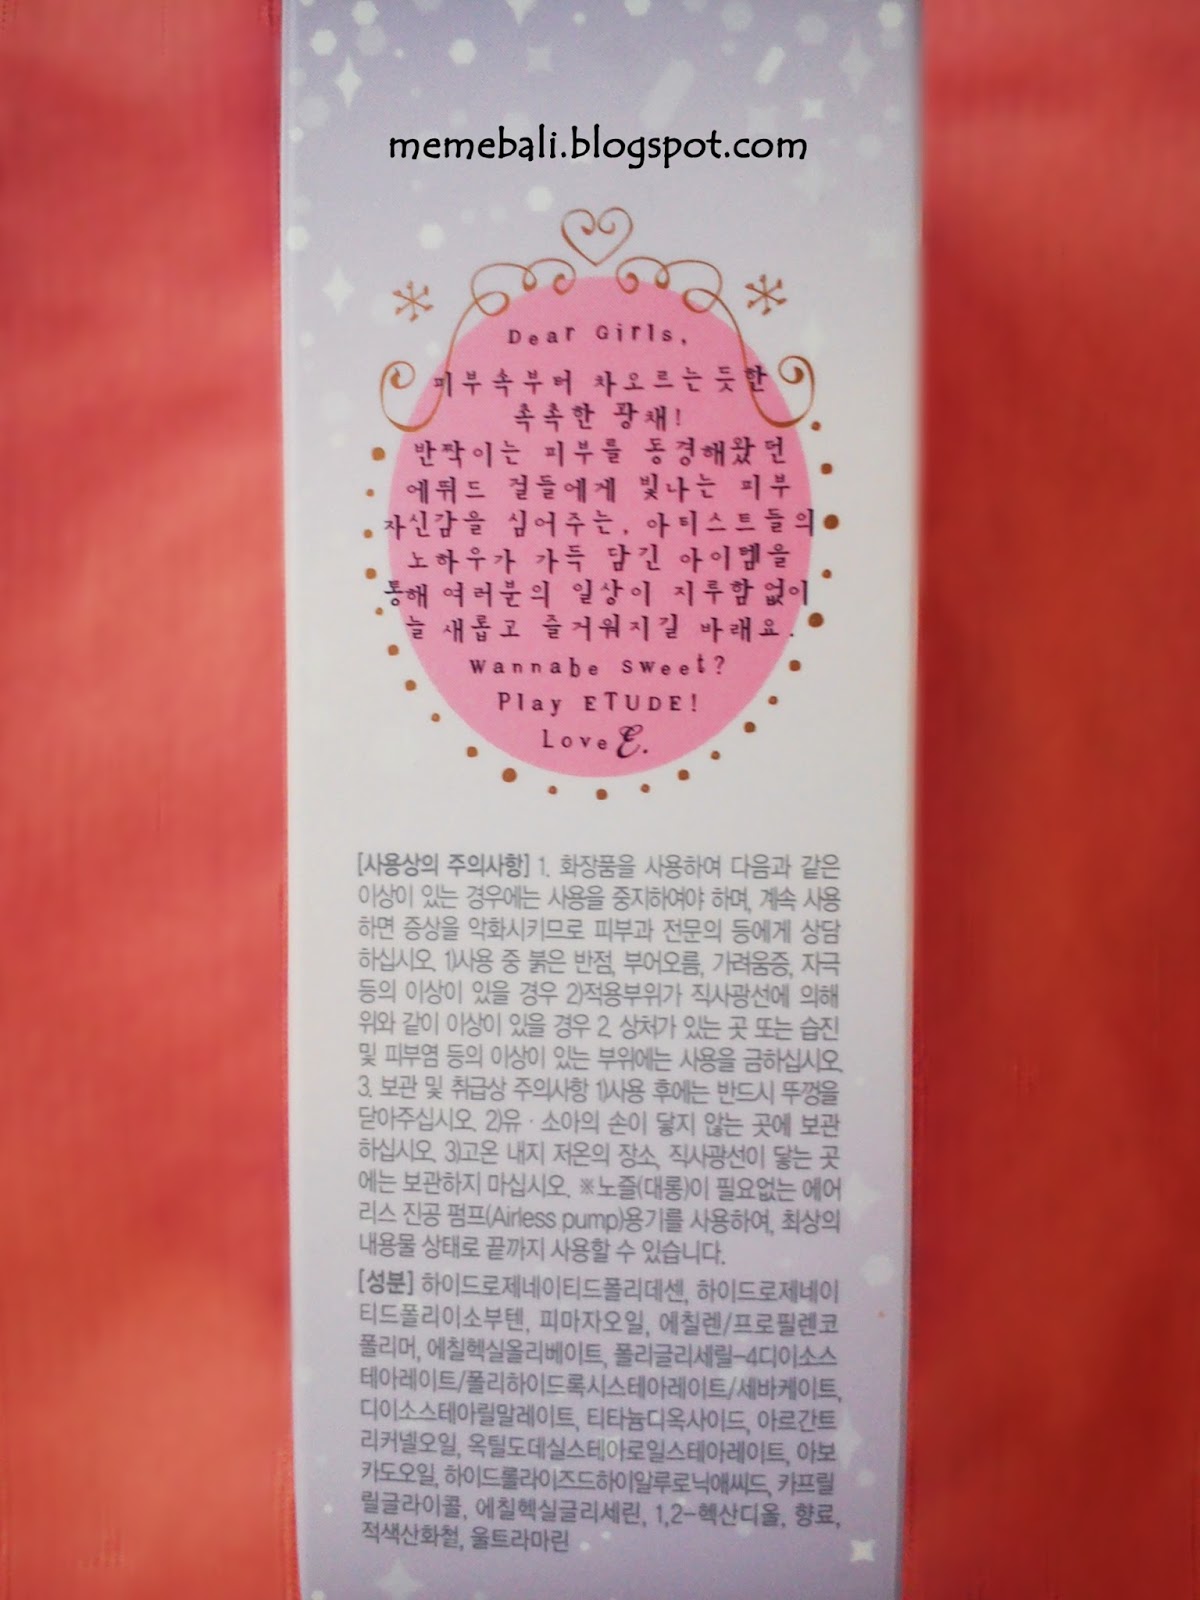 memebali.blogspot.com
Dear Girls,
피부속부터 차오르는듯한
촉촉한 광채!
반짝이는 피부를 동경해왔던
에뛰드 걸들에게 빛나는 피부
자신감을 심어주는, 아티스트들의
노하우가 가득 담긴 아이템을
통해 여러분의 일상이 지루함없이
늘 새롭고 즐거워지길 바래요.
Wannabe sweet?
Play ETUDE!
Love E.
[사용상의 주의사항] 1. 화장품을 사용하여 다음과 같은
이상이 있는 경우에는 사용을 중지하여야 하며, 계속 사용
하면 증상을 악화시키므로 피부과 전문의 등에게 상담
하십시오. 1)사용 중 붉은 반점, 부어오름, 가려움증, 자극
등의 이상이 있을 경우 2)적용부위가 직사광선에 의해
위와 같이 이상이 있을 경우 2. 상처가 있는 곳 또는 습진
및 피부염 등의 이상이 있는 부위에는 사용을 금하십시오.
3. 보관 및 취급상 주의사항 1)사용 후에는 반드시 뚜껑을
닫아주십시오. 2)유·소아의 손이 닿지 않는 곳에 보관
하십시오. 3)고온 내지 저온의 장소, 직사광선이 닿는 곳
에는 보관하지 마십시오. ※노즐(대롱)이 필요없는 에어
리스 진공 펌프(Airless pump)용기를 사용하여, 최상의
내용물 상태로 끝까지 사용할 수 있습니다.
[성분] 하이드로제네이티드폴리데센, 하이드로제네이
티드폴리이소부텐, 피마자오일, 에칠렌/프로필렌코
폴리머, 에칠헥실올리베이트, 폴리글리세릴-4디이소스
테아레이트/폴리하이드록시스테아레이트/세바케이트,
디이소스테아릴말레이트, 티타늄디옥사이드, 아르간트
리커넬오일, 옥틸도데실스테아로일스테아레이트, 아보
카도오일, 하이드롤라이즈드하이알루로닉애씨드, 카프릴
릴글라이콜, 에칠헥실글리세린, 1,2-헥산디올, 향료,
적색산화철, 울트라마린